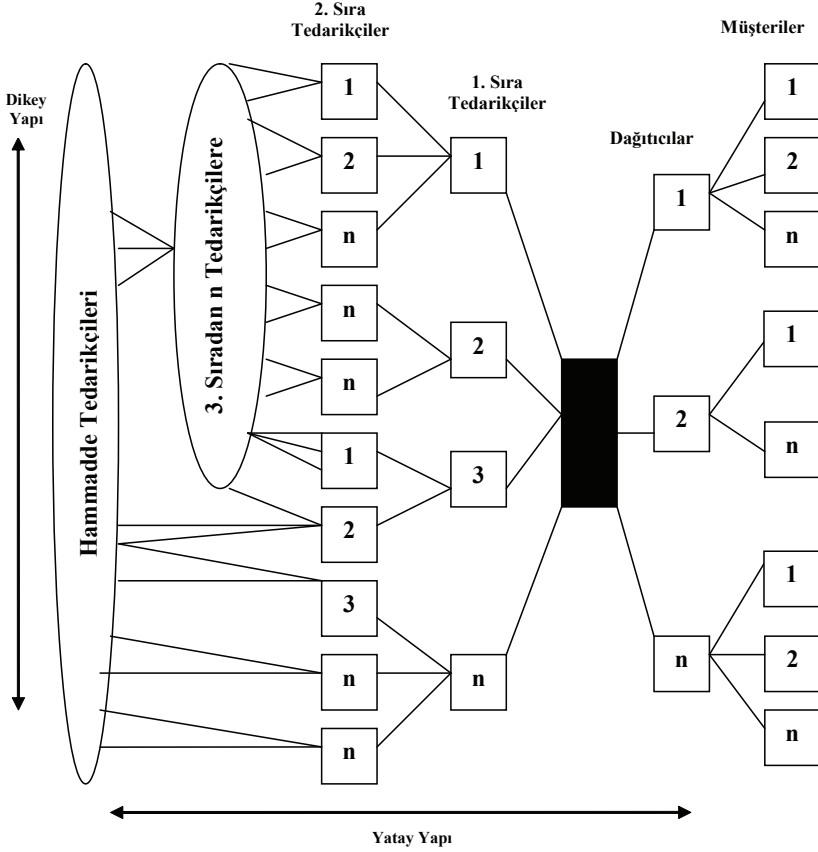 2. Sıra
Tedarikçiler
Müşteriler
1. Sıra
Tedarikçiler
Dikey
Yapı
Dağıtıcılar
Hammadde Tedarikçileri
3. Sıradan n Tedarikçilere
1
2
n
n
n
1
2
3
n
n
1
2
3
n
1
2
n
1
2
n
1
n
1
2
n
Yatay Yapı